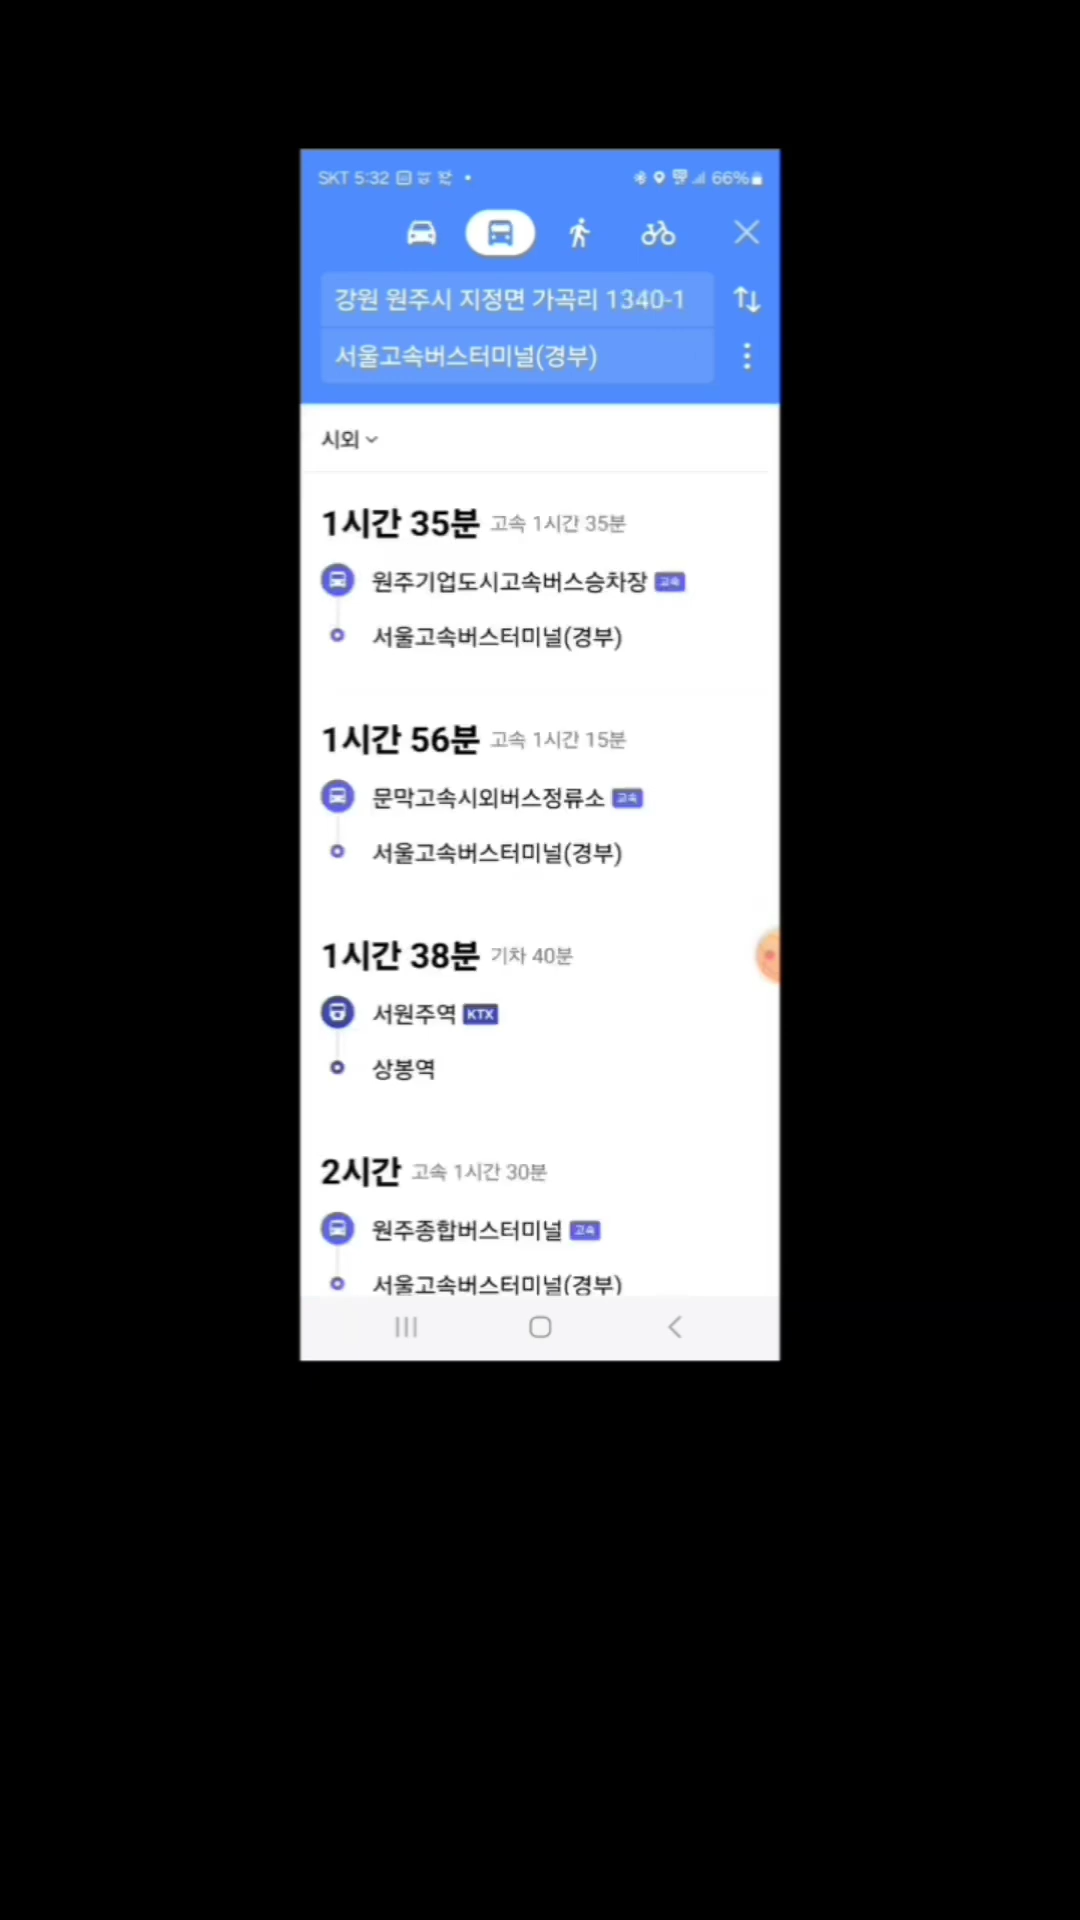 SKT 5:32
66%
강원 원주시 지정면 가곡리 1340-1
서울고속버스터미널(경부)
시외
1시간 35분 고속 1시간 35분
원주기업도시고속버스승차장 고속
서울고속버스터미널(경부)
1시간 56분 고속 1시간 15분
문막고속시외버스정류소 고속
서울고속버스터미널(경부)
1시간 38분 기차 40분
서원주역 KTX
상봉역
2시간 고속 1시간 30분
원주종합버스터미널 고속
서울고속버스터미널(경부)